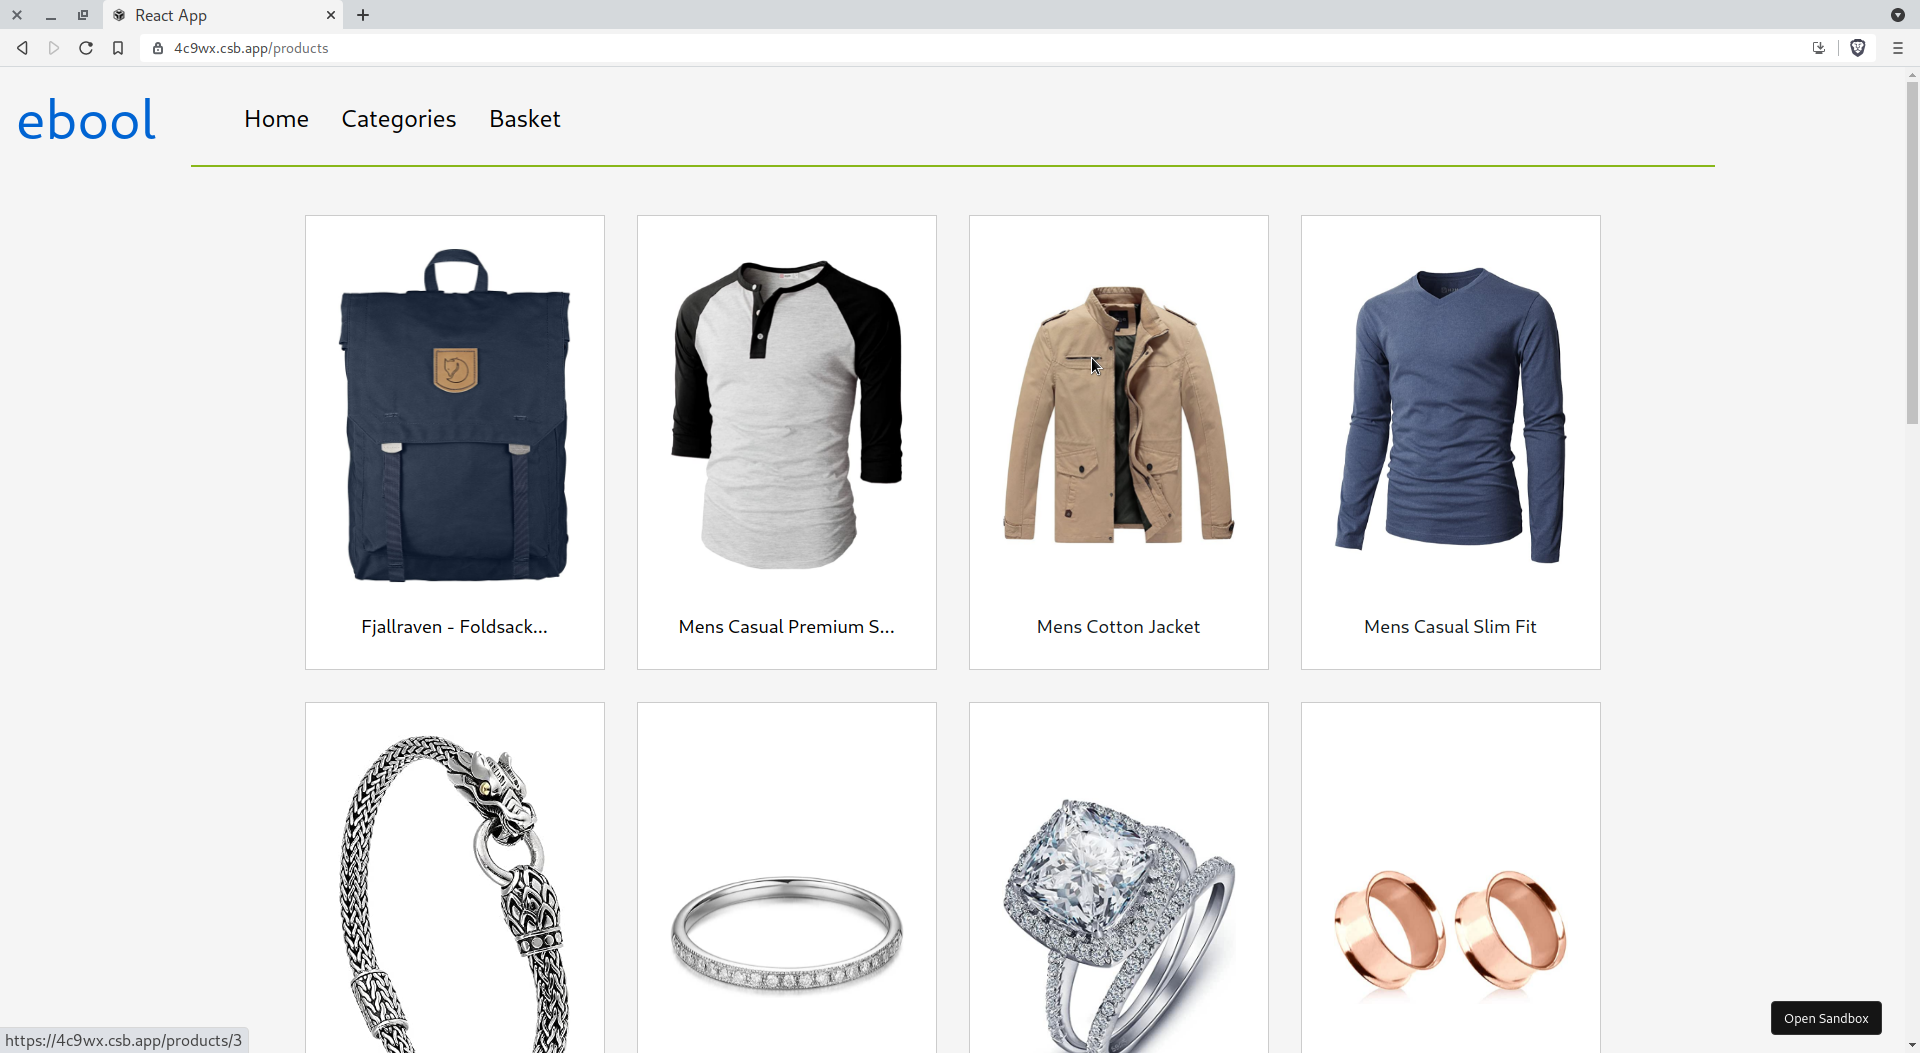 React App
4c9wx.csb.app/products
ebool
Home Categories Basket
Fjallraven - Foldsack...
Mens Casual Premium S...
Mens Cotton Jacket
Mens Casual Slim Fit
Open Sandbox
https://4c9wx.csb.app/products/3